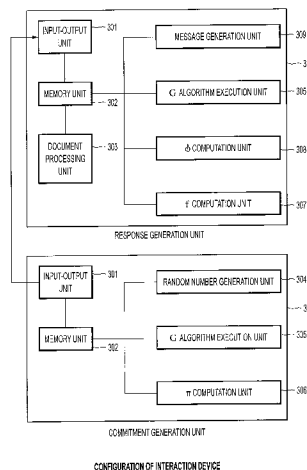 INPUT-OUTPUT
UNIT
301
MESSAGE GENERATION UNIT
309
3
MEMORY UNIT
302
G ALGORITHM EXECUTION UNIT
305
DOCUMENT
PROCESSING
UNIT
303
ϕ COMPUTATION UNIT
308
f COMPUTATION UNIT
307
RESPONSE GENERATION UNIT
INPUT-OUTPUT
UNIT
301
RANDOM NUMBER GENERATION UNIT
304
3
MEMORY UNIT
302
G ALGORITHM EXECUTION UNIT
305
π COMPUTATION UNIT
306
COMMITMENT GENERATION UNIT
CONFIGURATION OF INTERACTION DEVICE